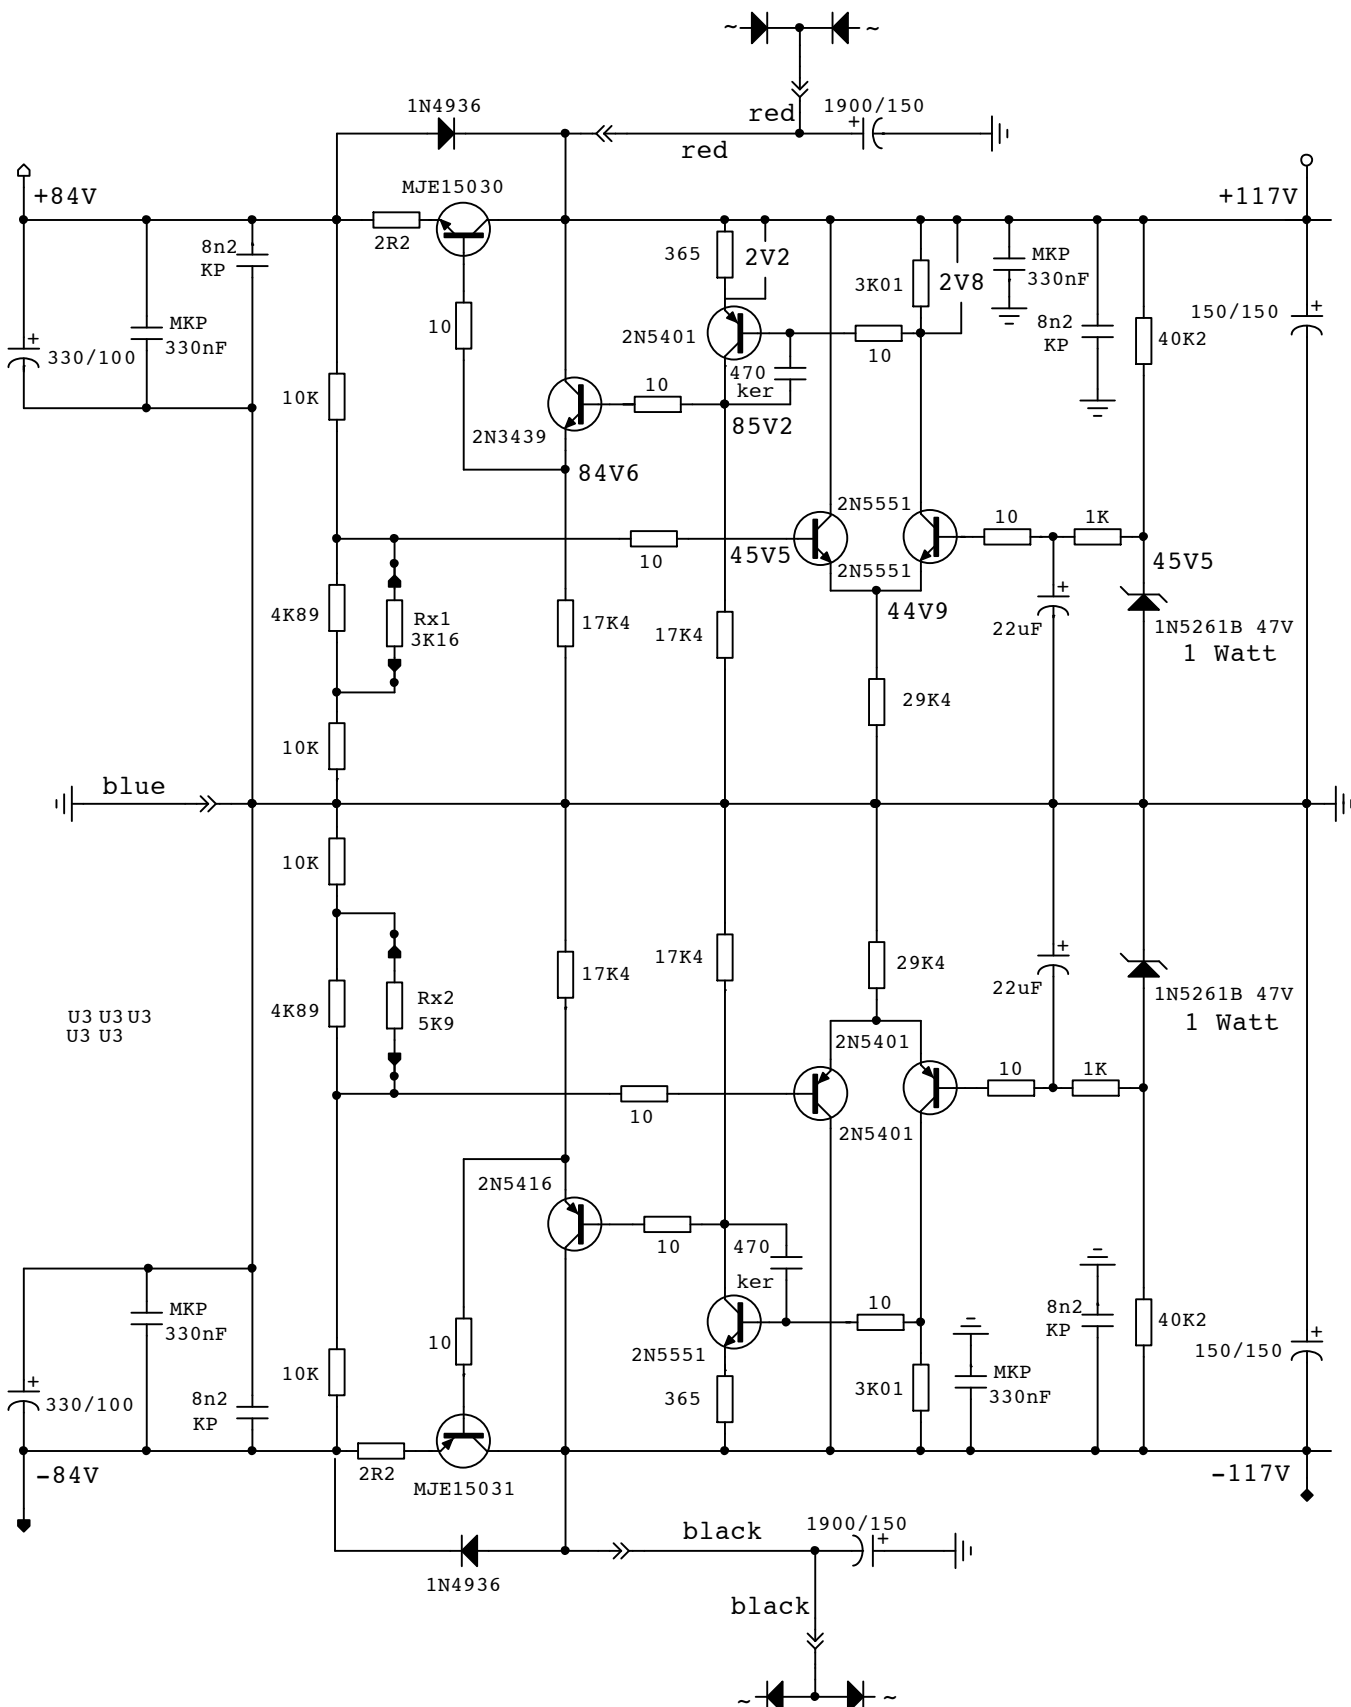 ~ ~
1N4936
red
1900/150
+
red
+84V
MJE15030
+117V
2R2
8n2
KP
365
2V2
3K01
2V8
MKP
330nF
+
150/150
MKP
330nF
10
2N5401
10
8n2
KP
40K2
+
330/100
10K
10
470
ker
85V2
2N3439
84V6
2N5551
10
1K
10
45V5
2N5551
45V5
4K89
Rx1
3K16
17K4
17K4
44V9
+
22uF
1N5261B 47V
1 Watt
29K4
10K
blue
10K
17K4
17K4
29K4
+
22uF
1N5261B 47V
1 Watt
4K89
Rx2
5K9
U3 U3 U3
U3 U3
2N5401
10
1K
10
2N5401
2N5416
10
470
ker
MKP
330nF
10
10
8n2
KP
40K2
2N5551
+
150/150
10K
365
3K01
MKP
330nF
+
330/100
8n2
KP
-84V
2R2
MJE15031
-117V
black
1900/150
+
1N4936
black
~ ~